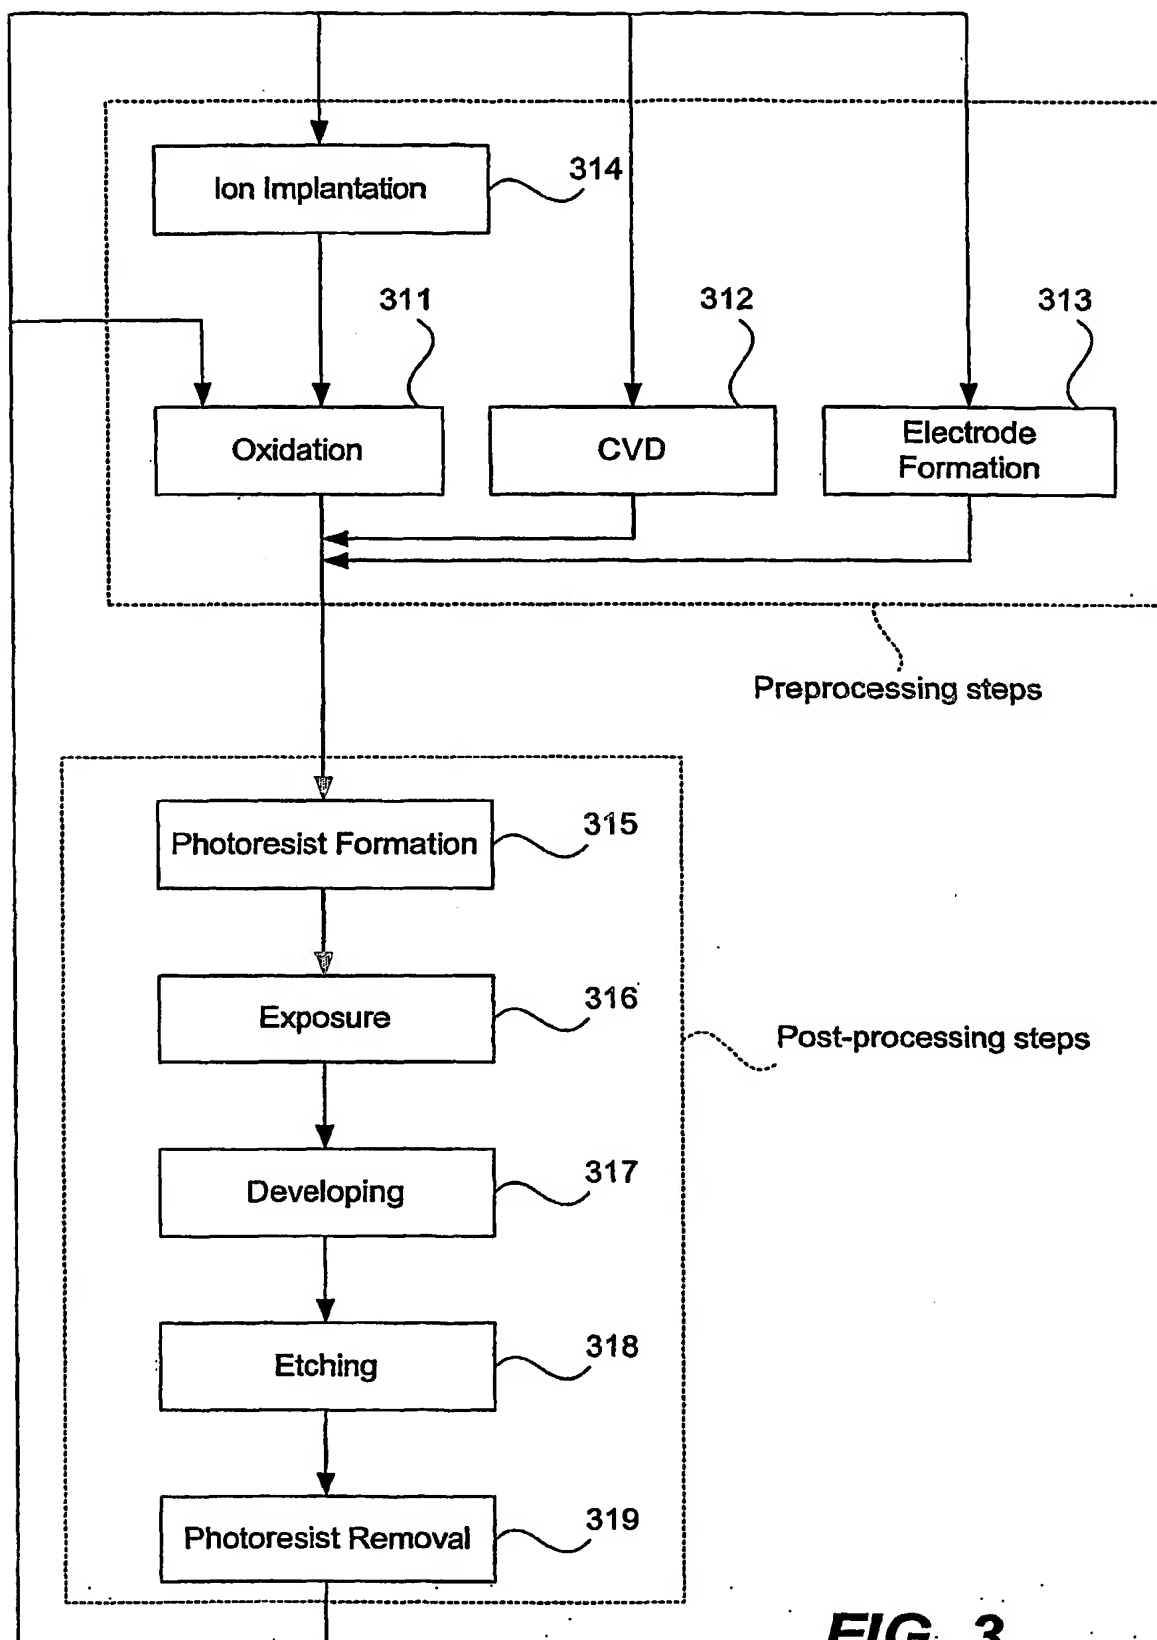 Ion Implantation
314
311
312
313
Oxidation
CVD
Electrode
Formation
Preprocessing steps
Photoresist Formation
315
Exposure
316
Post-processing steps
Developing
317
Etching
318
Photoresist Removal
319
FIG. 3